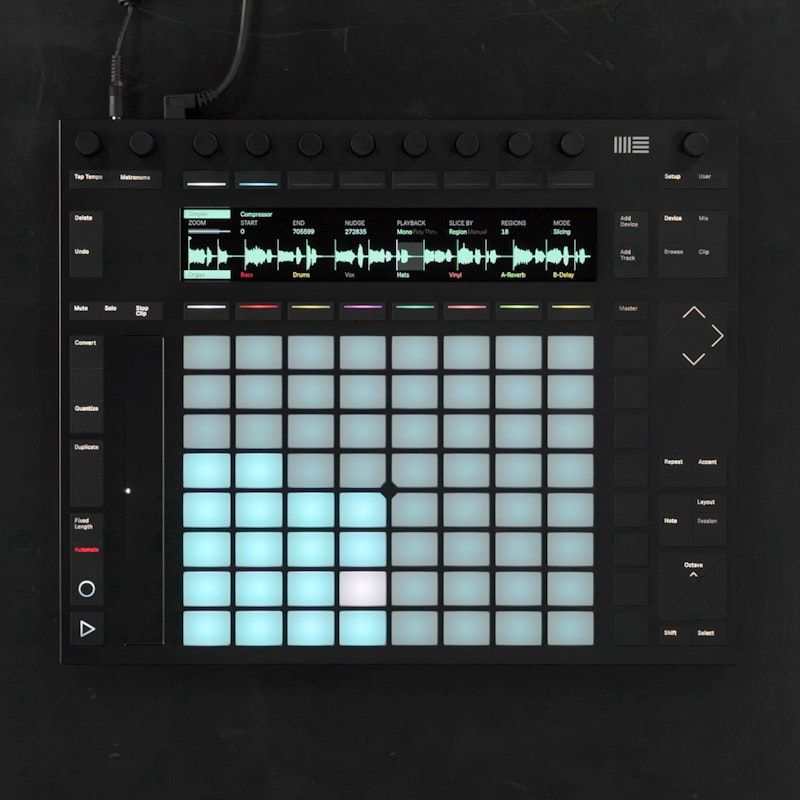 Tap Tempo
Metronome
Setup
User
Delete
Undo
Simpler
Compressor
ZOOM
START
END
NUDGE
PLAYBACK
SLICE BY
REGIONS
MODE
0
705599
272835
Mono Poly Thru
Region Manual
18
Slicing
Organ
Bass
Drums
Vox
Hats
Vinyl
A-Reverb
B-Delay
Add
Device
Add
Track
Device
Mix
Browse
Clip
Mute
Solo
Stop
Clip
Master
Convert
Quantize
Duplicate
Fixed
Length
Automate
Repeat
Accent
Layout
Note
Session
Octave
Shift
Select